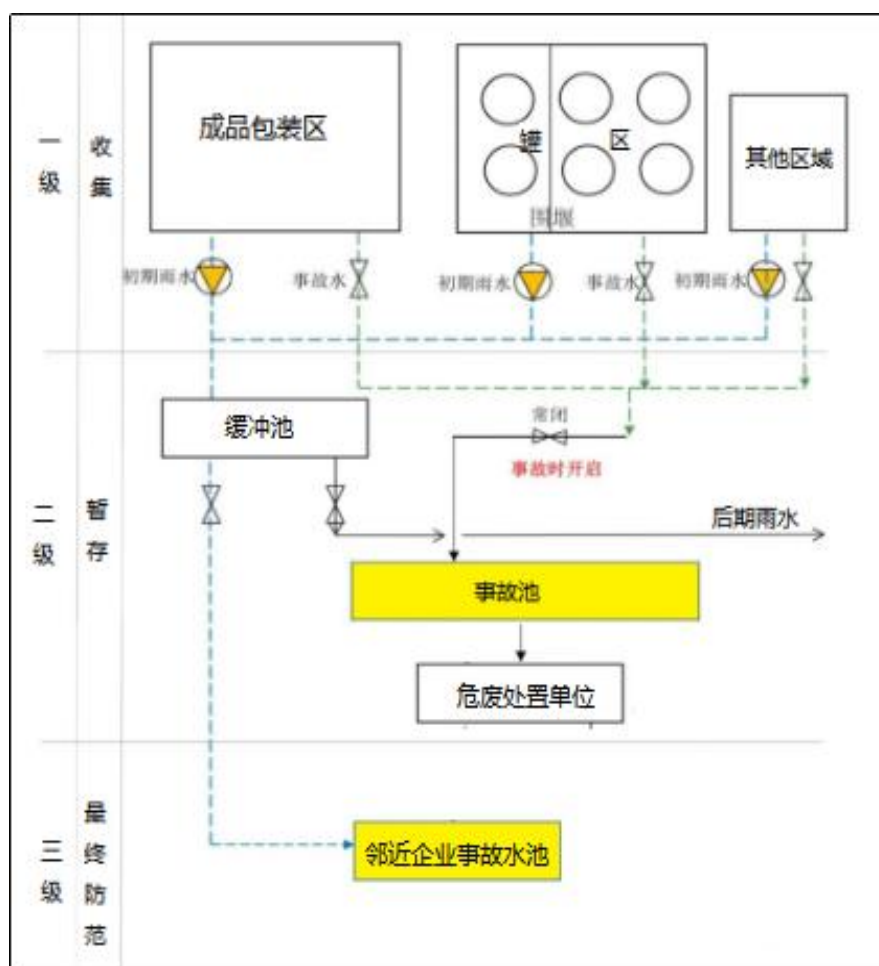 一级
收集
成品包装区
罐区
其他区域
围堰
初期雨水
事故水
初期雨水
事故水
初期雨水
二级
暂存
缓冲池
常闭
事故时开启
后期雨水
事故池
危废处置单位
三级
最终防范
邻近企业事故水池